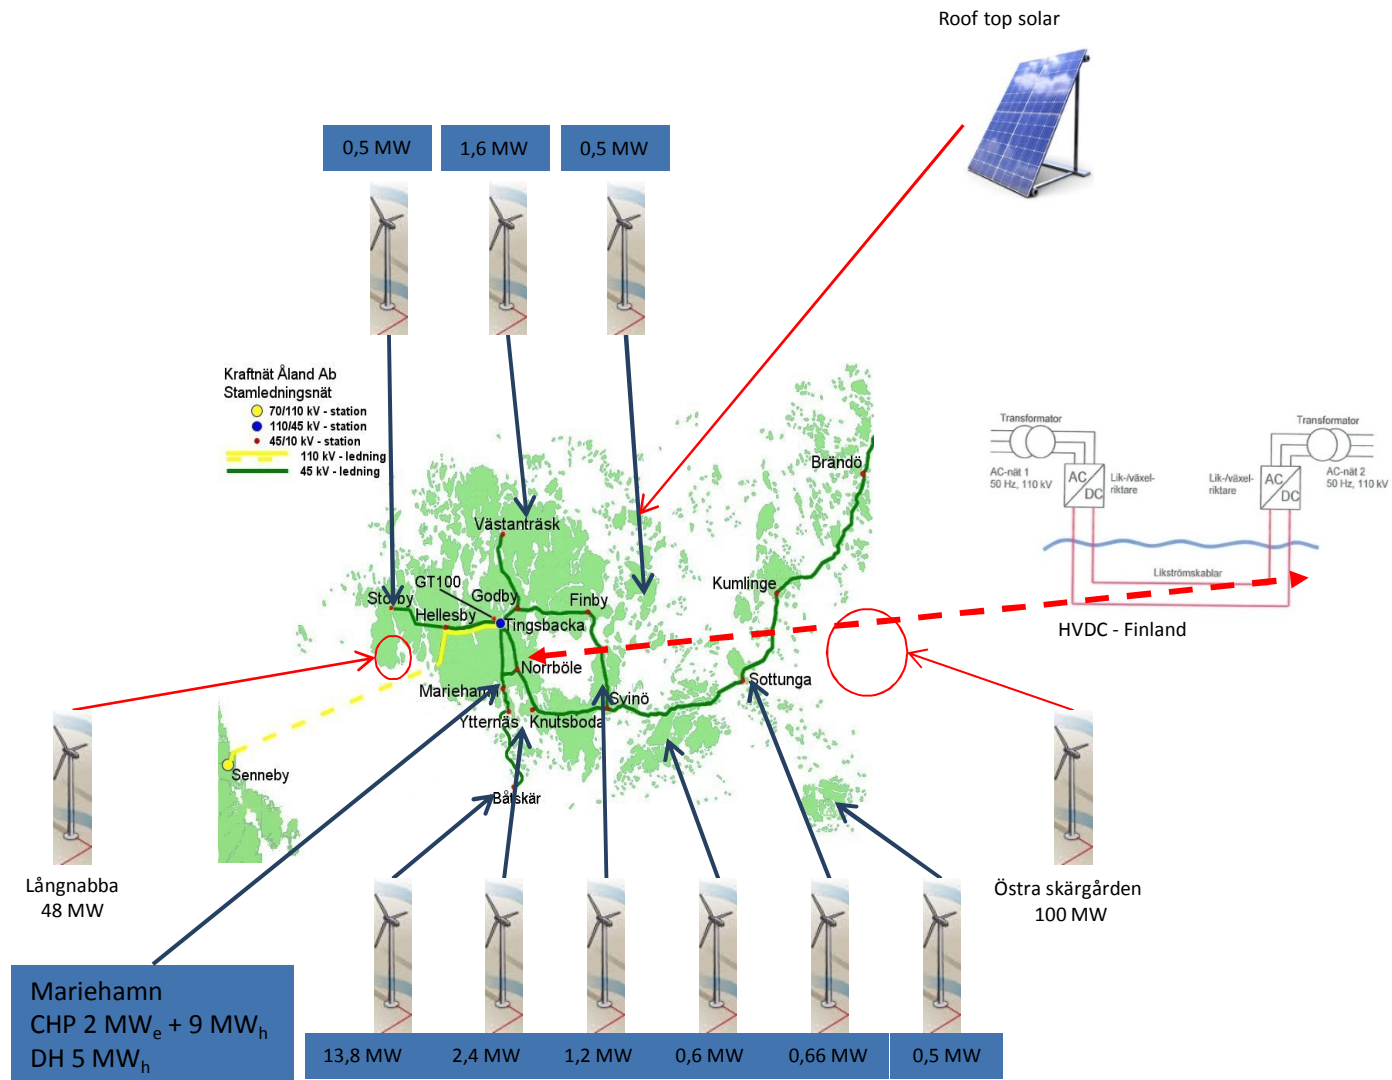 Roof top solar
0,5 MW
1,6 MW
0,5 MW
Kraftnät Åland Ab
Stamledningsnät
70/110 kV - station
110/45 kV - station
45/10 kV - station
110 kV - ledning
45 kV - ledning
Brändö
Västanträsk
GT100
Storby
Hellesby
Godby
Finby
Kumlinge
Tingsbacka
Norrböle
Mariehamn
Sottunga
Svinö
Ytternäs
Knutsboda
Senneby
Båtskär
Transformator
Transformator
AC-nät 1
50 Hz, 110 kV
AC
DC
Lik-/växel-
riktare
Lik-/växel-
riktare
AC
DC
AC-nät 2
50 Hz, 110 kV
Likströmskablar
HVDC - Finland
Långnabba
48 MW
Östra skärgården
100 MW
Mariehamn
CHP 2 MWe + 9 MWh
DH 5 MWh
13,8 MW
2,4 MW
1,2 MW
0,6 MW
0,66 MW
0,5 MW